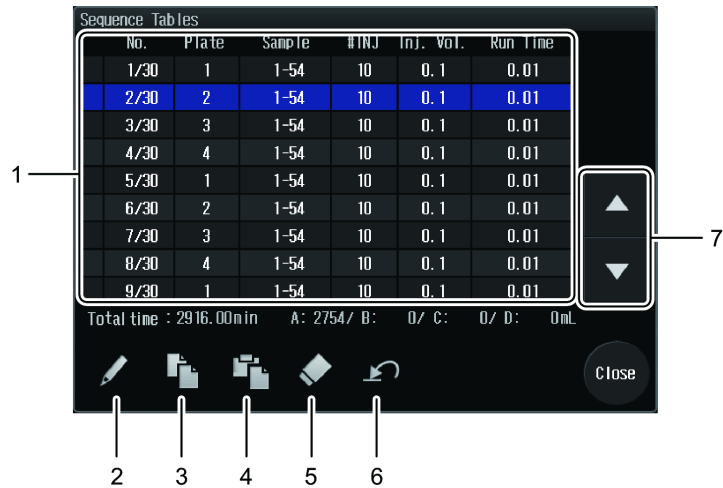 Sequence Tables
No. Plate Sample #INJ Inj. Vol. Run Time
1/30 1 1-54 10 0.1 0.01
2/30 2 1-54 10 0.1 0.01
3/30 3 1-54 10 0.1 0.01
4/30 4 1-54 10 0.1 0.01
1
5/30 1 1-54 10 0.1 0.01
6/30 2 1-54 10 0.1 0.01
7/30 3 1-54 10 0.1 0.01
7
8/30 4 1-54 10 0.1 0.01
9/30 1 1-54 10 0.1 0.01
Total time : 2916.00min A: 2754/ B: 0/ C: 0/ D: 0mL
Close
2 3 4 5 6